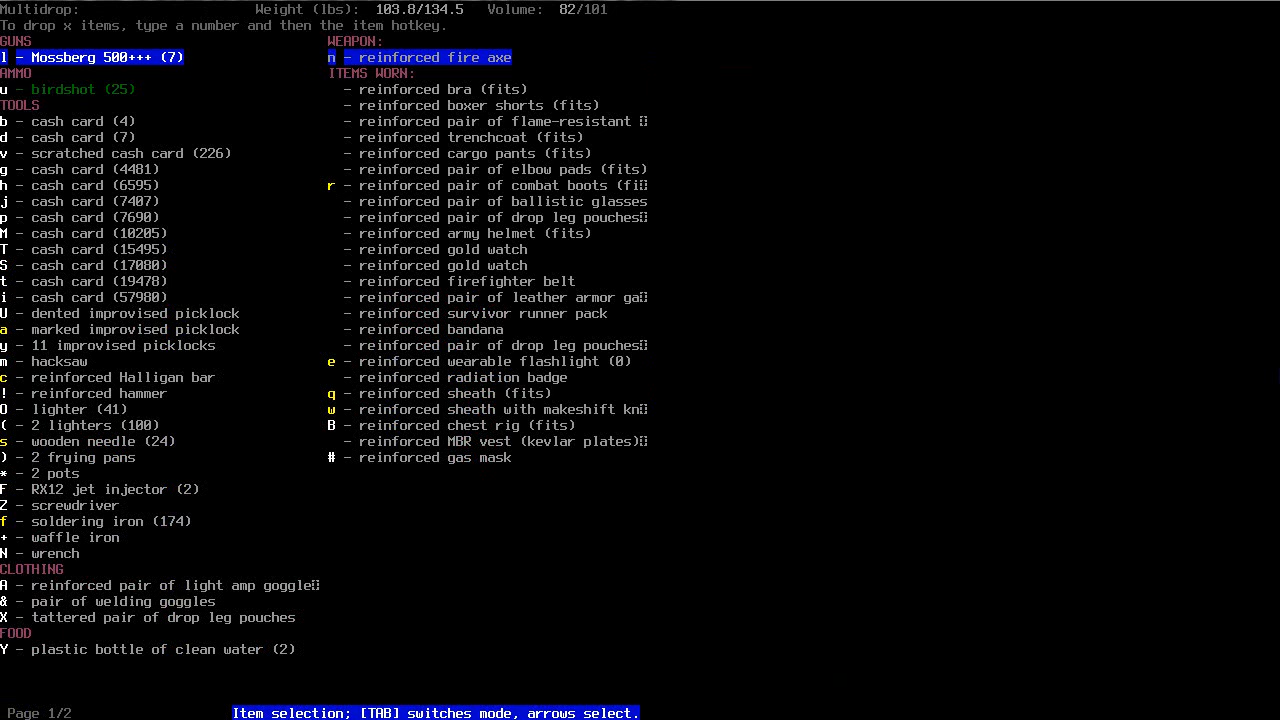 Multidrop: Weight (lbs): 103.8/134.5 Volume: 82/101
To drop x items, type a number and then the item hotkey.
GUNS
l - Mossberg 500+++ (7)
AMMO
u - birdshot (25)
TOOLS
b - cash card (4)
d - cash card (7)
v - scratched cash card (226)
g - cash card (4481)
h - cash card (6595)
j - cash card (7407)
p - cash card (7690)
M - cash card (10205)
T - cash card (15495)
S - cash card (17080)
t - cash card (19478)
i - cash card (57980)
U - dented improvised picklock
a - marked improvised picklock
y - 11 improvised picklocks
m - hacksaw
c - reinforced Halligan bar
! - reinforced hammer
O - lighter (41)
( - 2 lighters (100)
s - wooden needle (24)
) - 2 frying pans
* - 2 pots
F - RX12 jet injector (2)
Z - screwdriver
f - soldering iron (174)
+ - waffle iron
N - wrench
CLOTHING
A - reinforced pair of light amp goggle
& - pair of welding goggles
X - tattered pair of drop leg pouches
FOOD
Y - plastic bottle of clean water (2)
WEAPON:
n - reinforced fire axe
ITEMS WORN:
- reinforced bra (fits)
- reinforced boxer shorts (fits)
- reinforced pair of flame-resistant
- reinforced trenchcoat (fits)
- reinforced cargo pants (fits)
- reinforced pair of elbow pads (fits)
r - reinforced pair of combat boots (fi
- reinforced pair of ballistic glasses
- reinforced pair of drop leg pouches
- reinforced army helmet (fits)
- reinforced gold watch
- reinforced gold watch
- reinforced firefighter belt
- reinforced pair of leather armor ga
- reinforced survivor runner pack
- reinforced bandana
- reinforced pair of drop leg pouches
e - reinforced wearable flashlight (0)
- reinforced radiation badge
q - reinforced sheath (fits)
w - reinforced sheath with makeshift kn
B - reinforced chest rig (fits)
- reinforced MBR vest (kevlar plates)
# - reinforced gas mask
Page 1/2 Item selection; [TAB] switches mode, arrows select.